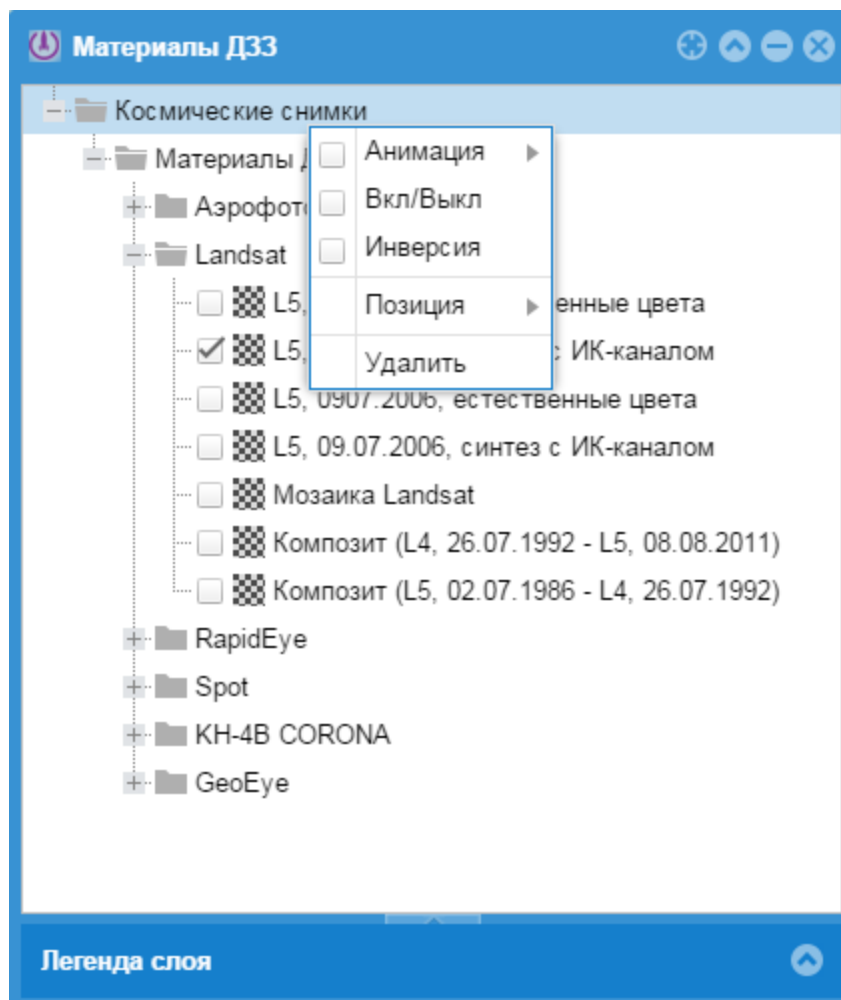 Материалы ДЗЗ
Космические снимки
Материалы
Анимация
Аэрофото
Вкл/Выкл
Landsat
Инверсия
L5, енные цвета
Позиция
L5, с ИК-каналом
Удалить
L5, 0907.2006, естественные цвета
L5, 09.07.2006, синтез с ИК-каналом
Мозаика Landsat
Композит (L4, 26.07.1992 - L5, 08.08.2011)
Композит (L5, 02.07.1986 - L4, 26.07.1992)
RapidEye
Spot
KH-4B CORONA
GeoEye
Легенда слоя